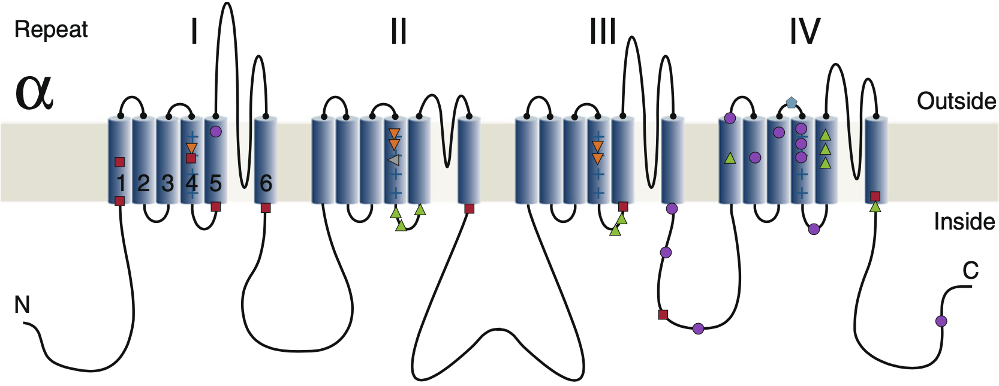 Repeat I II III IV
α
Outside
1 2 3 4 5 6
Inside
C
N